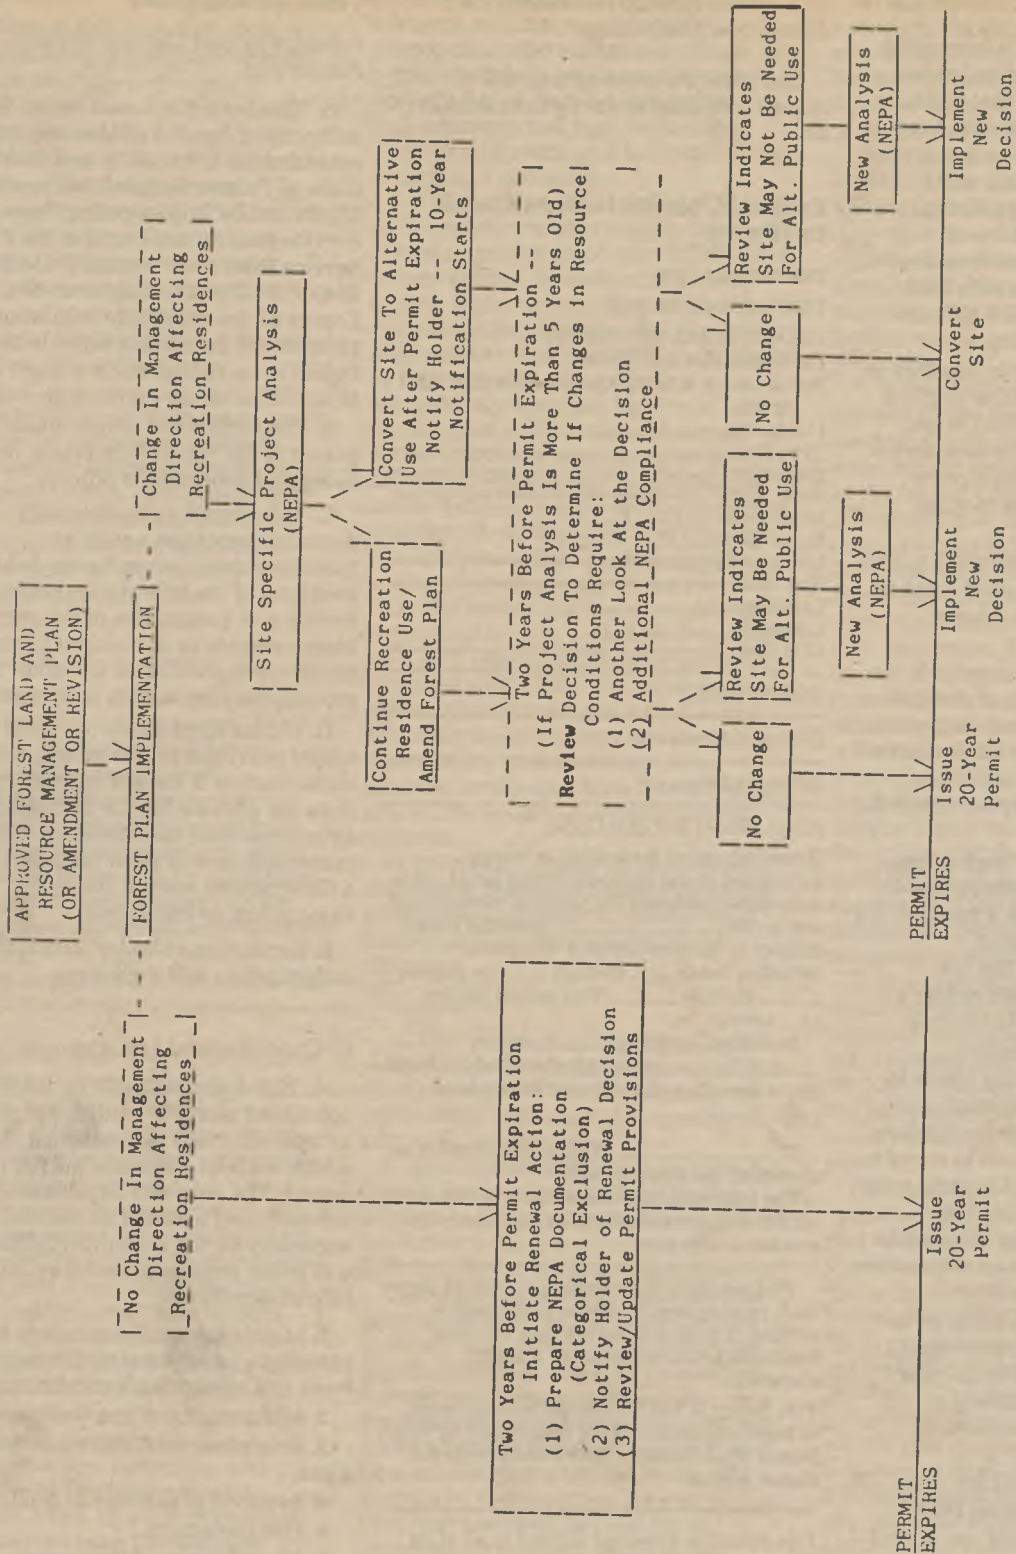 APPROVED FOREST LAND AND
RESOURCE MANAGEMENT PLAN
(OR AMENDMENT OR REVISION)
FOREST PLAN IMPLEMENTATION
No Change In Management
Direction Affecting
Recreation Residences
Two Years Before Permit Expiration
Initiate Renewal Action:
(1) Prepare NEPA Documentation
(Categorical Exclusion)
(2) Notify Holder of Renewal Decision
(3) Review/Update Permit Provisions
PERMIT
EXPIRES
Issue
20-Year
Permit
Change In Management
Direction Affecting
Recreation Residences
Site Specific Project Analysis
(NEPA)
Continue Recreation
Residence Use/
Amend Forest Plan
Convert Site To Alternative
Use After Permit Expiration
Notify Holder -- 10-Year
Notification Starts
Two Years Before Permit Expiration --
(If Project Analysis Is More Than 5 Years Old)
Review Decision To Determine If Changes in Resource
Conditions Require:
(1) Another Look At the Decision
(2) Additional NEPA Compliance
No Change
Review Indicates
Site May Be Needed
For Alt. Public Use
New Analysis
(NEPA)
No Change
Review Indicates
Site May Not Be Needed
For Alt. Public Use
New Analysis
(NEPA)
PERMIT
EXPIRES
Issue
20-Year
Permit
Implement
New
Decision
Convert
Site
Implement
New
Decision